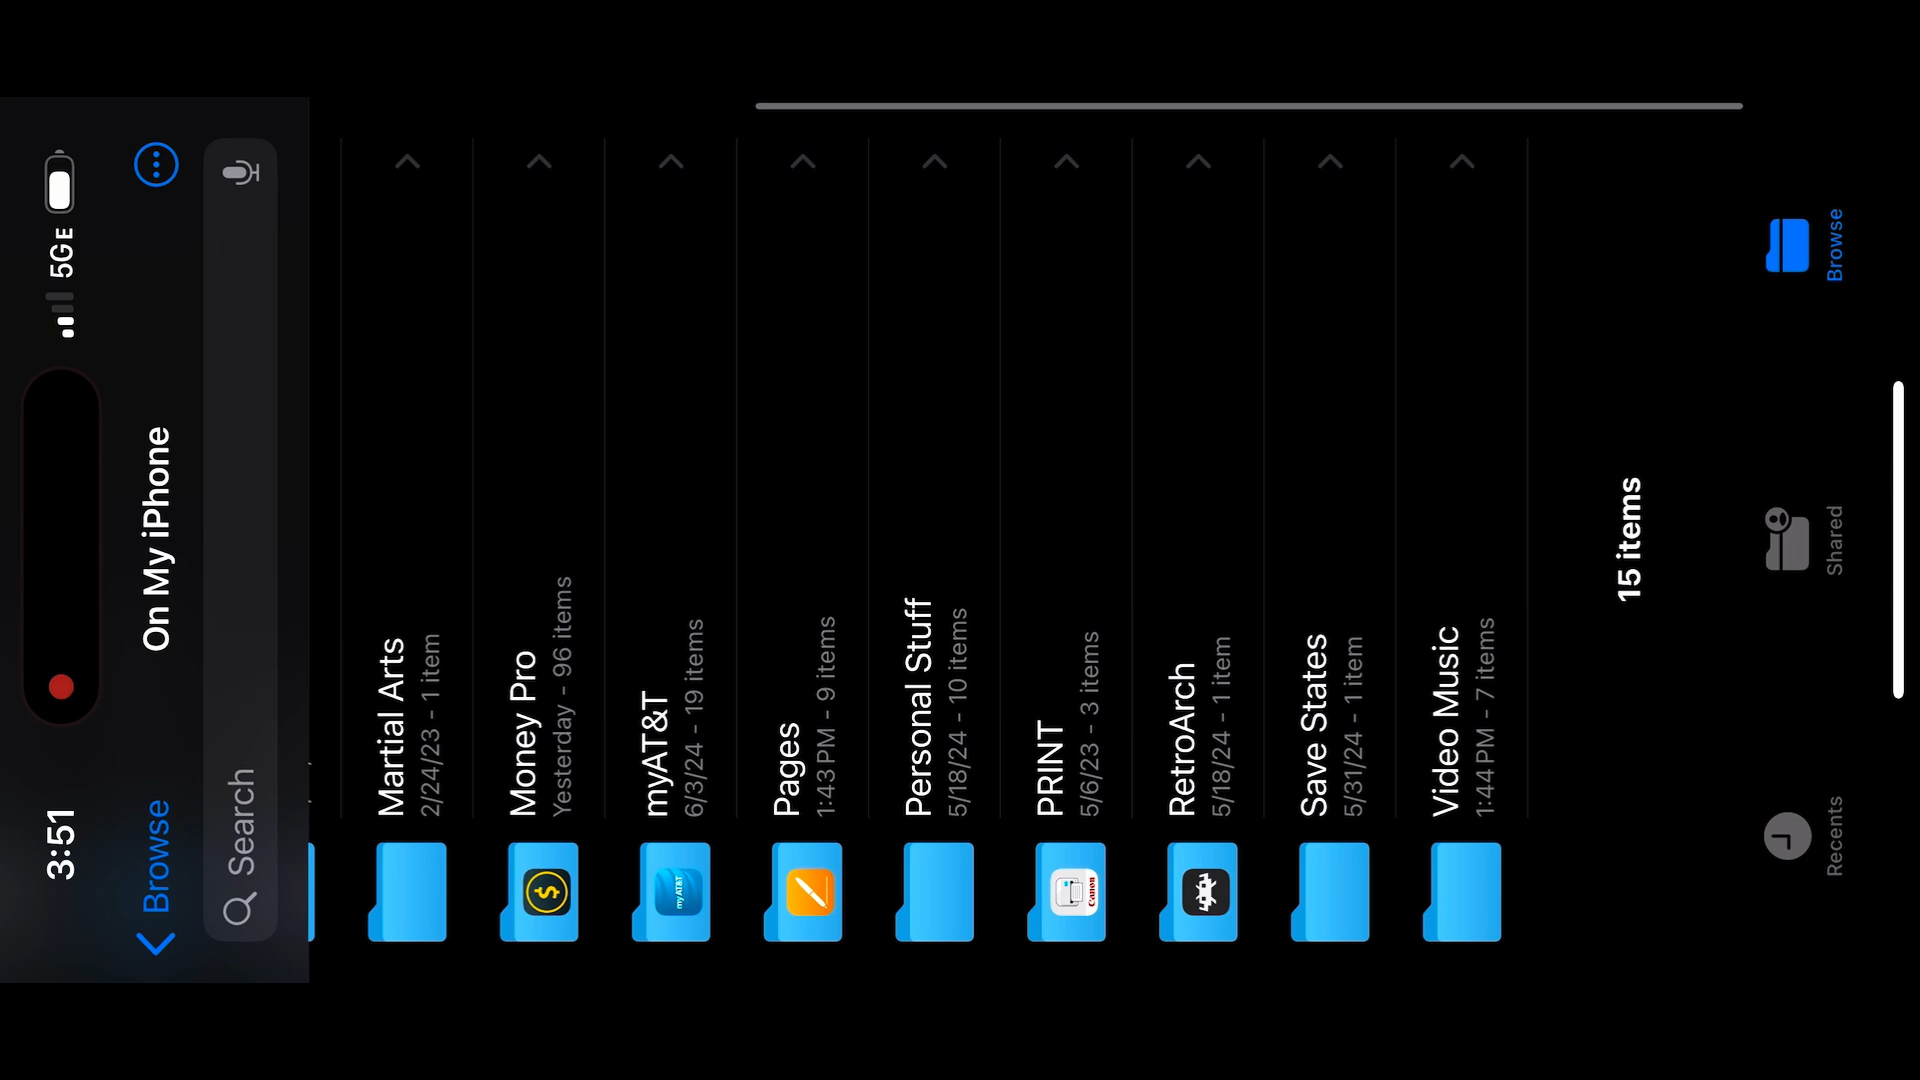 3:51
5GE
Browse
On My iPhone
Search
Martial Arts
2/24/23 - 1 item
Money Pro
Yesterday - 96 items
myAT&T
6/3/24 - 19 items
myAT&T
Pages
1:43 PM - 9 items
Personal Stuff
5/18/24 - 10 items
PRINT
5/6/23 - 3 items
Canon
RetroArch
5/18/24 - 1 item
Save States
5/31/24 - 1 item
Video Music
1:44 PM - 7 items
15 items
Recents
Shared
Browse